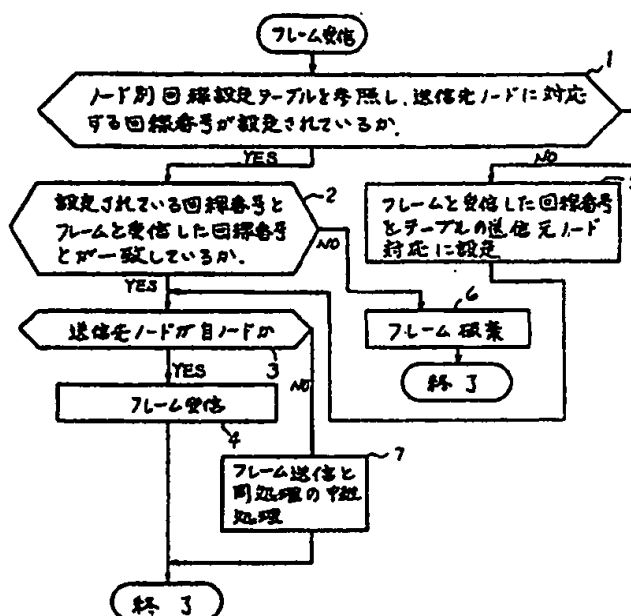 フレーム受信
1
ノード別回線設定テーブルを参照し、送信先ノードに対応
する回線番号が設定されているか.
YES
NO
2
設定されている回線番号と
フレームを受信した回線番号
とが一致しているか.
NO
YES
フレームを受信した回線番号
をテーブルの送信元ノード
対応に設定
6
フレーム破棄
終了
送信先ノードが自ノードか
3
YES
NO
フレーム受信
4
7
フレーム送信と
同処理の中継
処理
終了